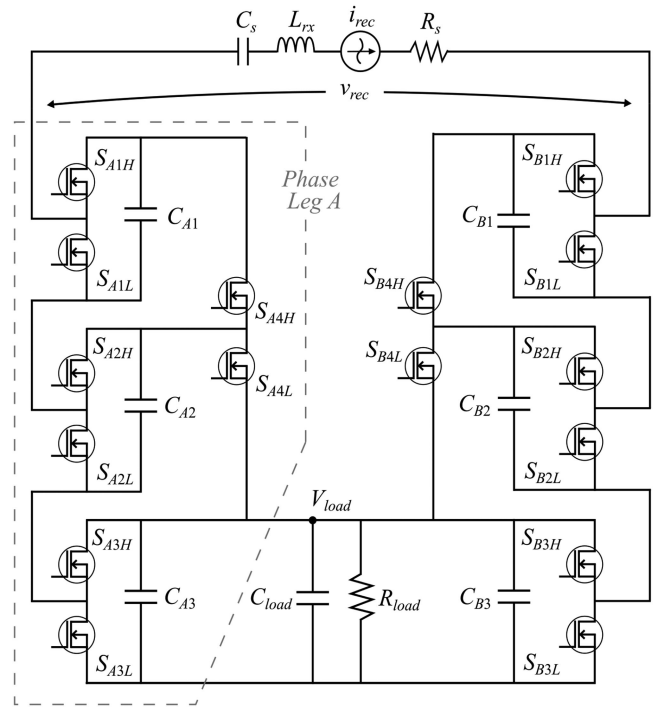 C_s L_rx i_rec R_s
v_rec
S_A1H
Phase
Leg A
S_B1H
C_A1
C_B1
S_A1L
S_B1L
S_A4H
S_B4H
S_A2H
S_B2H
S_A4L
S_B4L
C_A2
C_B2
S_A2L
S_B2L
V_load
S_A3H
S_B3H
C_A3
C_load
R_load
C_B3
S_A3L
S_B3L